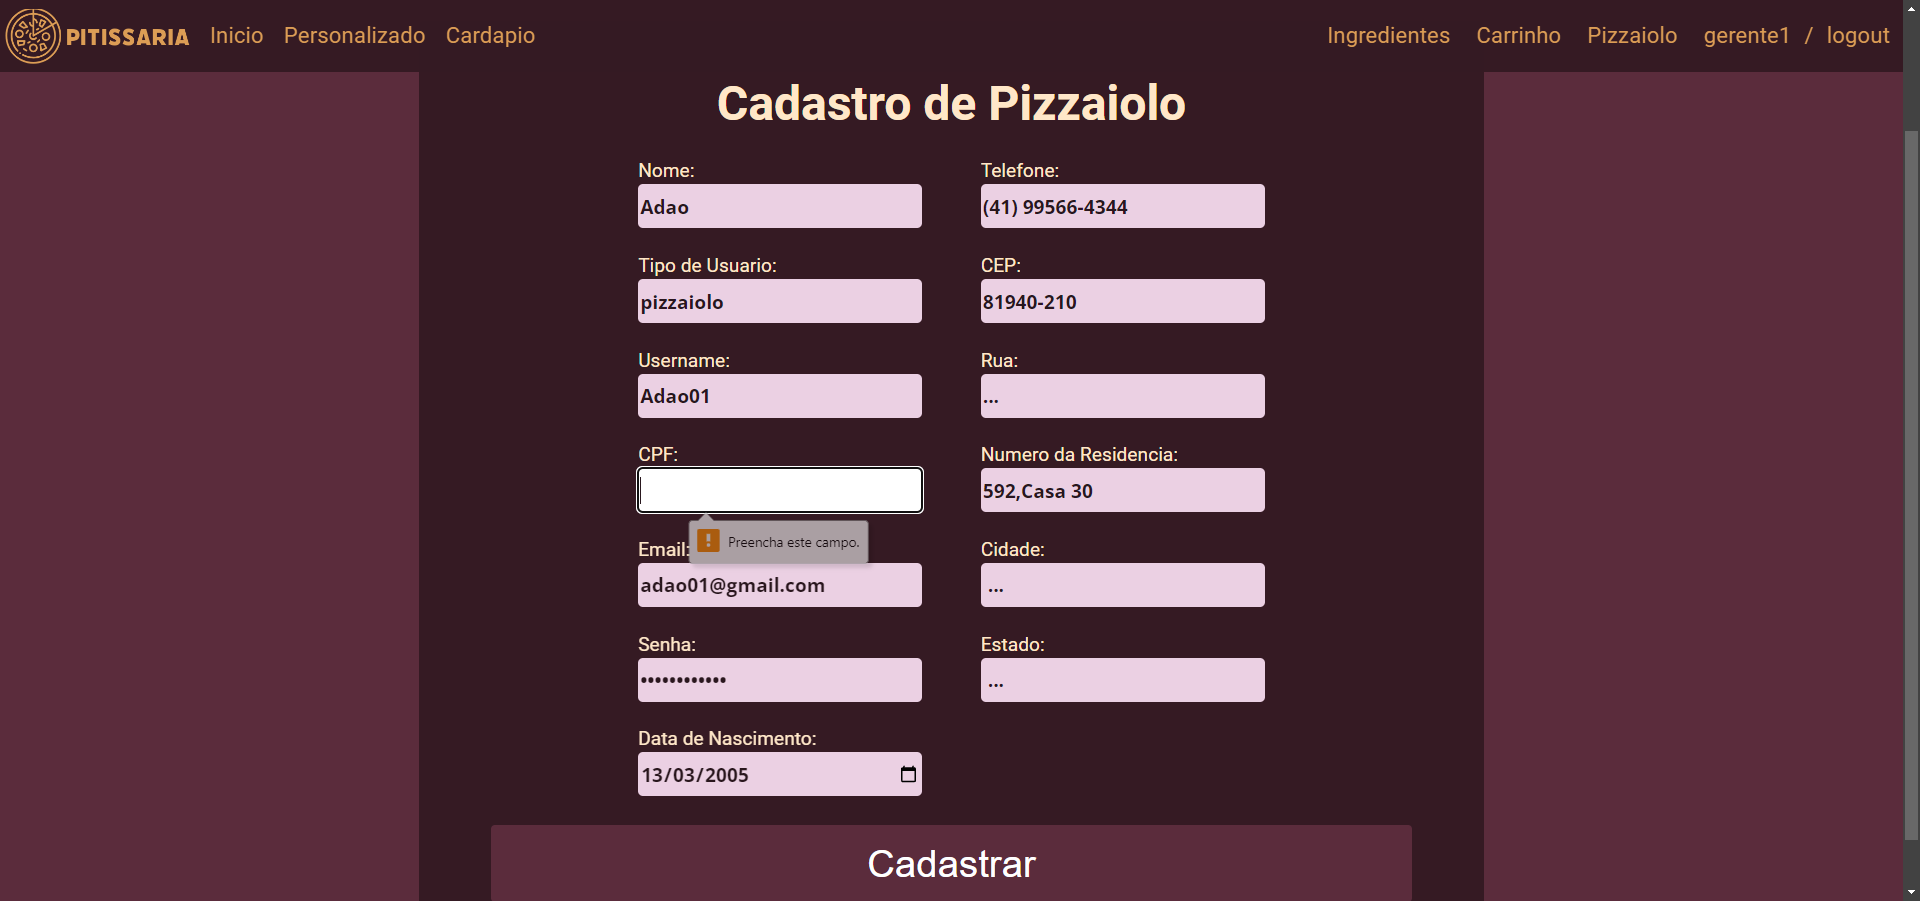 PITISSARIA Inicio Personalizado Cardapio Ingredientes Carrinho Pizzaiolo gerente1 / logout
Cadastro de Pizzaiolo
Nome:
Adao
Tipo de Usuario:
pizzaiolo
Username:
Adao01
CPF:
Preencha este campo.
Email:
adao01@gmail.com
Senha:
••••••••••••
Data de Nascimento:
13/03/2005
Telefone:
(41) 99566-4344
CEP:
81940-210
Rua:
...
Numero da Residencia:
592,Casa 30
Cidade:
...
Estado:
...
Cadastrar